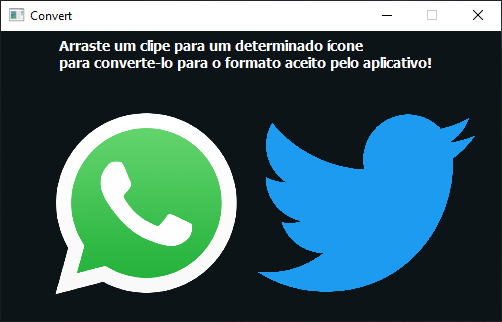 Convert
Arraste um clipe para um determinado ícone
para converte-lo para o formato aceito pelo aplicativo!